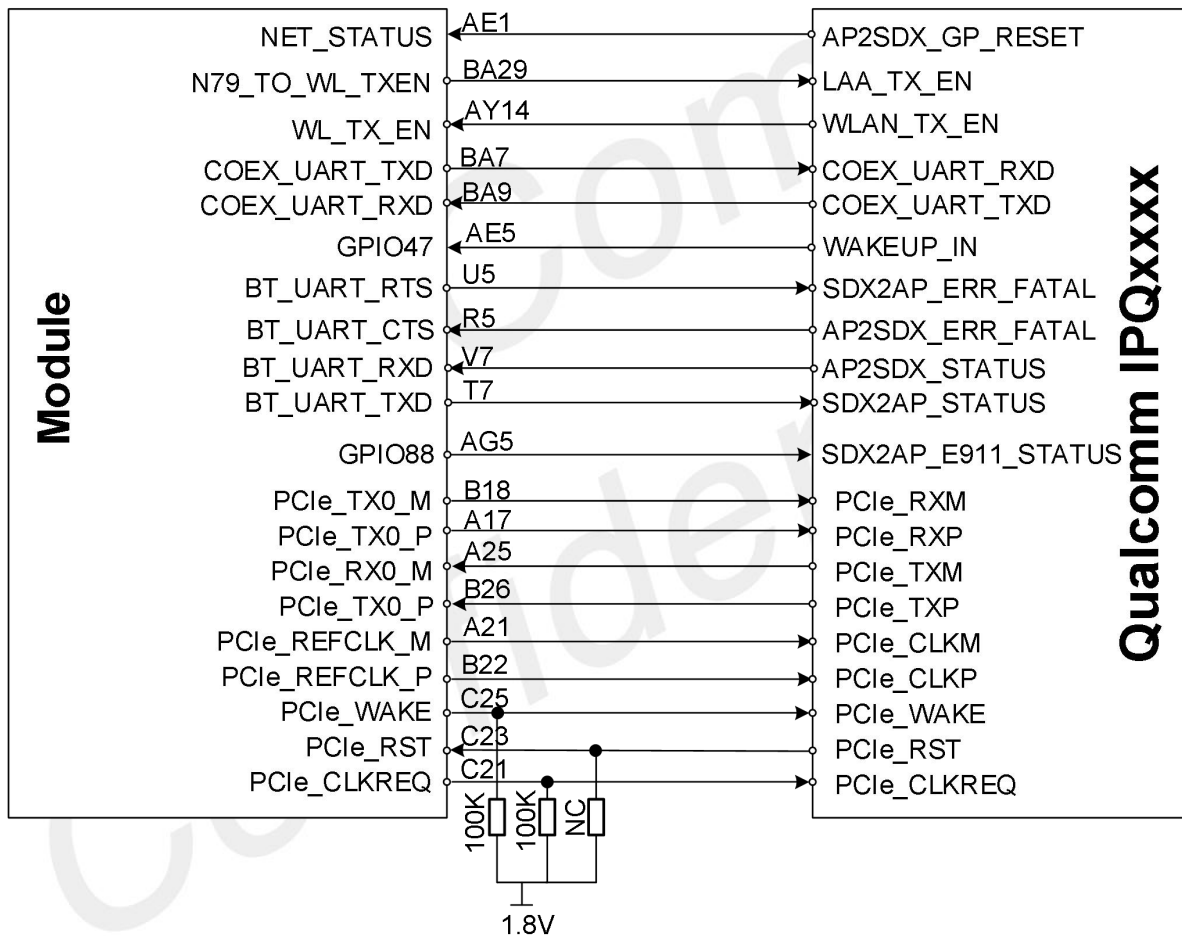 NET_STATUS AE1 AP2SDX_GP_RESET
N79_TO_WL_TXEN BA29 LAA_TX_EN
WL_TX_EN AY14 WLAN_TX_EN
COEX_UART_TXD BA7 COEX_UART_RXD
COEX_UART_RXD BA9 COEX_UART_TXD
GPIO47 AE5 WAKEUP_IN
BT_UART_RTS U5 SDX2AP_ERR_FATAL
BT_UART_CTS R5 AP2SDX_ERR_FATAL
BT_UART_RXD V7 AP2SDX_STATUS
BT_UART_TXD T7 SDX2AP_STATUS
GPIO88 AG5 SDX2AP_E911_STATUS
PCIe_TX0_M B18 PCIe_RXM
PCIe_TX0_P A17 PCIe_RXP
PCIe_RX0_M A25 PCIe_TXM
PCIe_TX0_P B26 PCIe_TXP
PCIe_REFCLK_M A21 PCIe_CLKM
PCIe_REFCLK_P B22 PCIe_CLKP
PCIe_WAKE C25 PCIe_WAKE
PCIe_RST C23 PCIe_RST
PCIe_CLKREQ C21 PCIe_CLKREQ
Module
Qualcomm IPQxxxx
100K 100K NC
1.8V